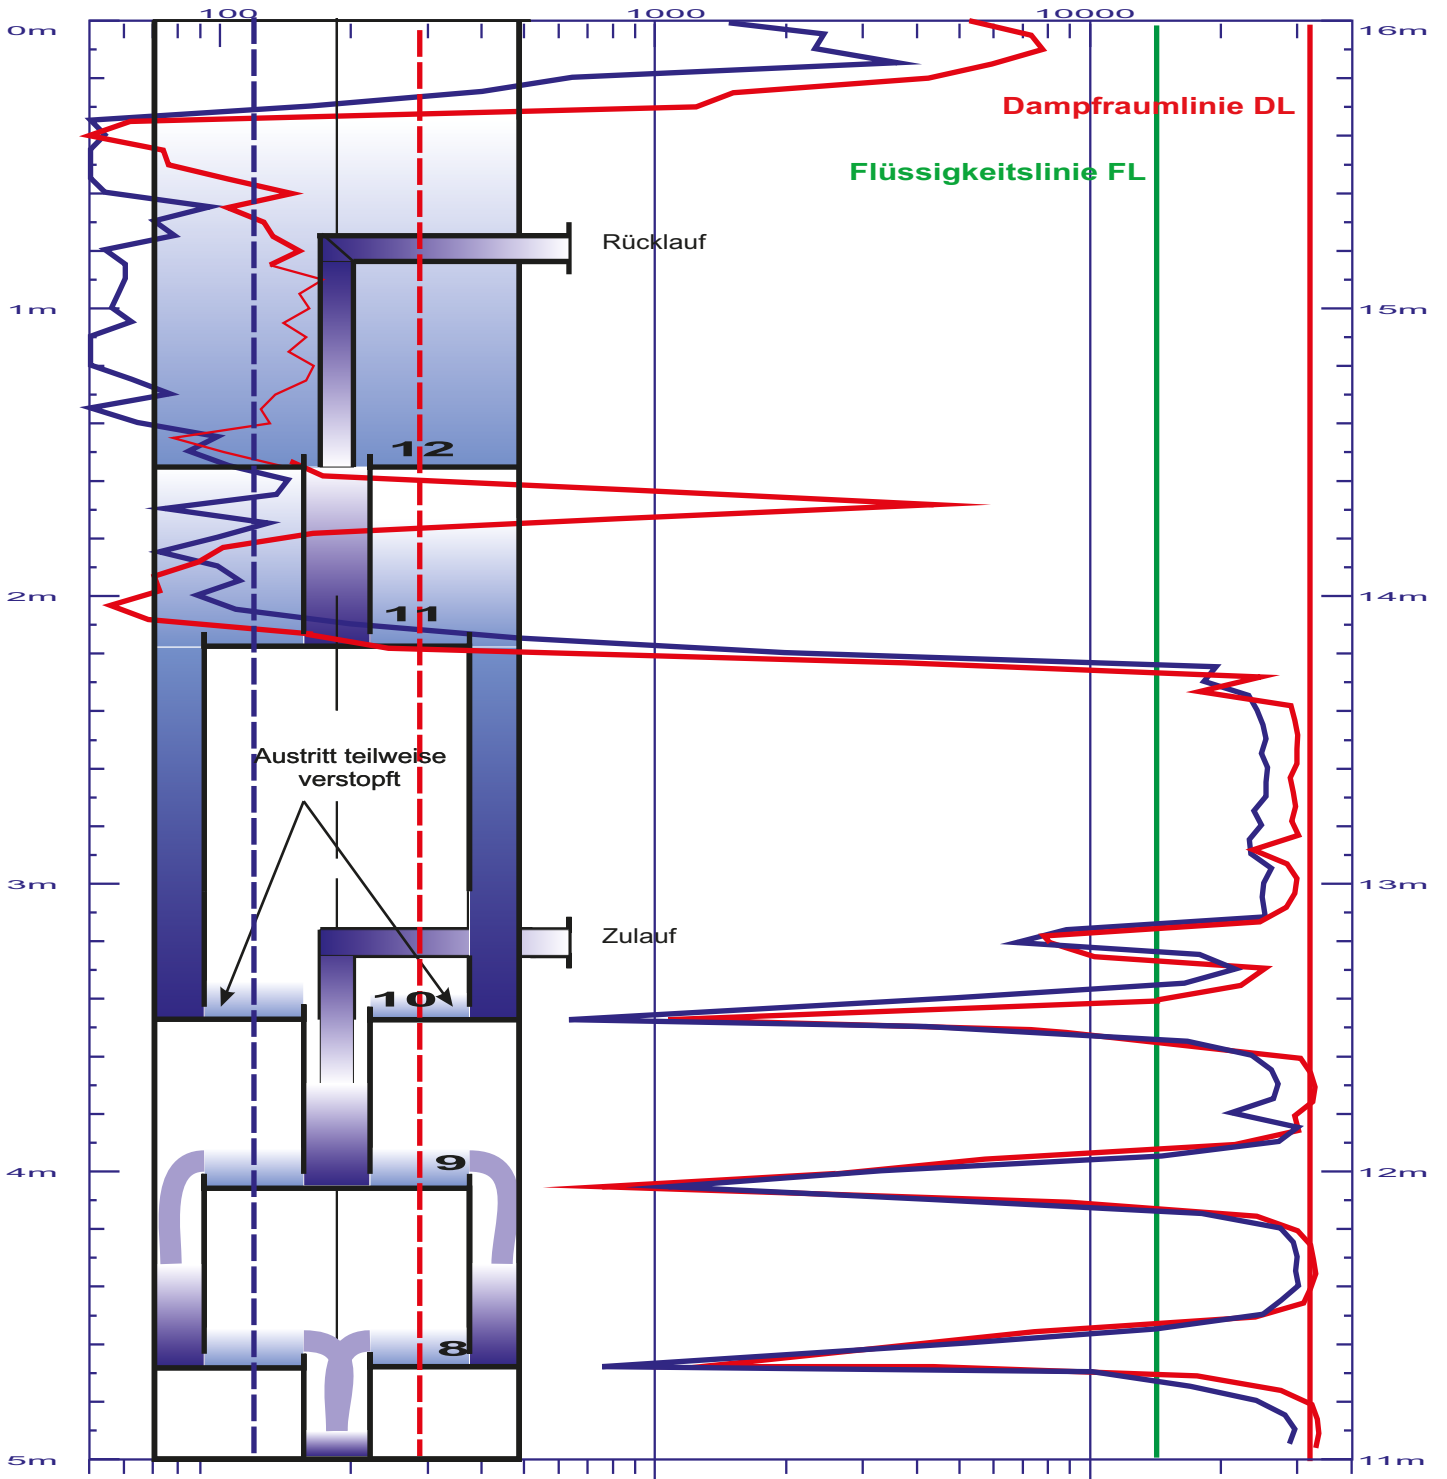 100 1000 10000
0m 16m
Dampfraumlinie DL
Flüssigkeitslinie FL
Rücklauf
1m 15m
12
2m 14m
11
Austritt teilweise
verstopft
3m 13m
Zulauf
10
9
4m 12m
8
5m 11m